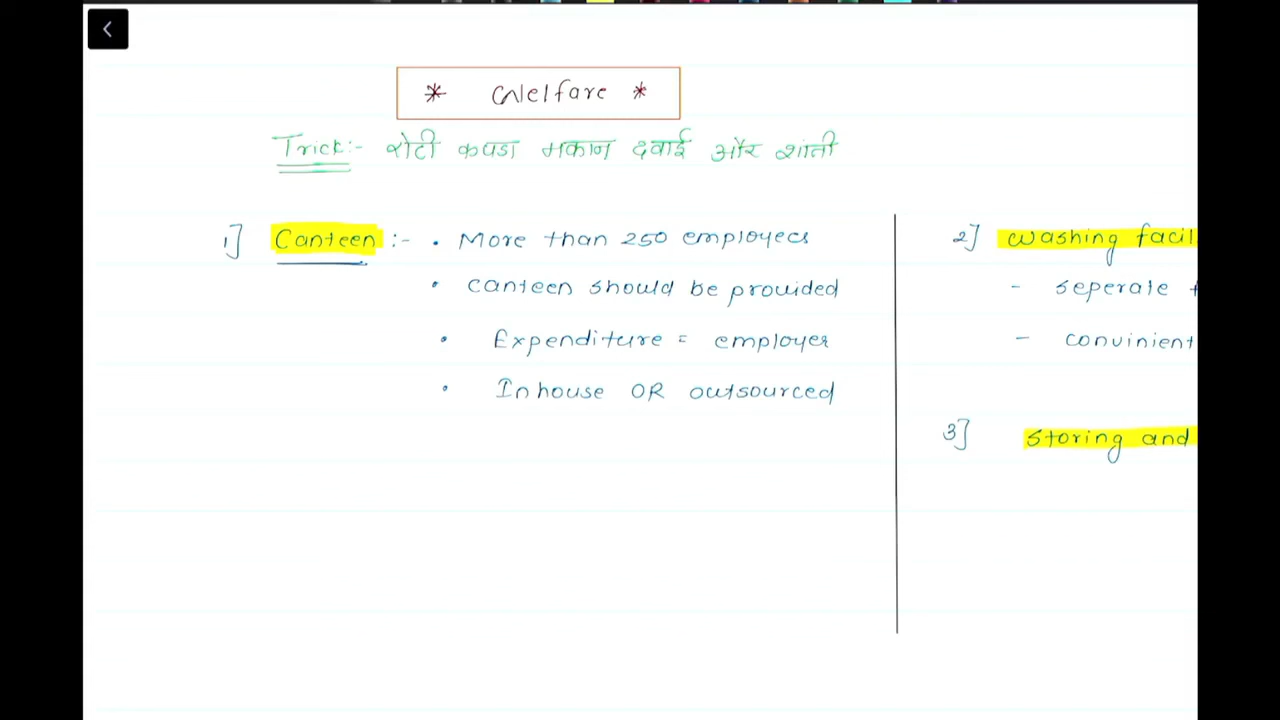 * Welfare *
Trick:- रोटी कपडा मकान दवाई और शांती
1] Canteen :- • More than 250 employees
• canteen should be provided
• Expenditure = employer
• Inhouse OR outsourced
2] washing facil
- seperate
- convinient
3] storing and